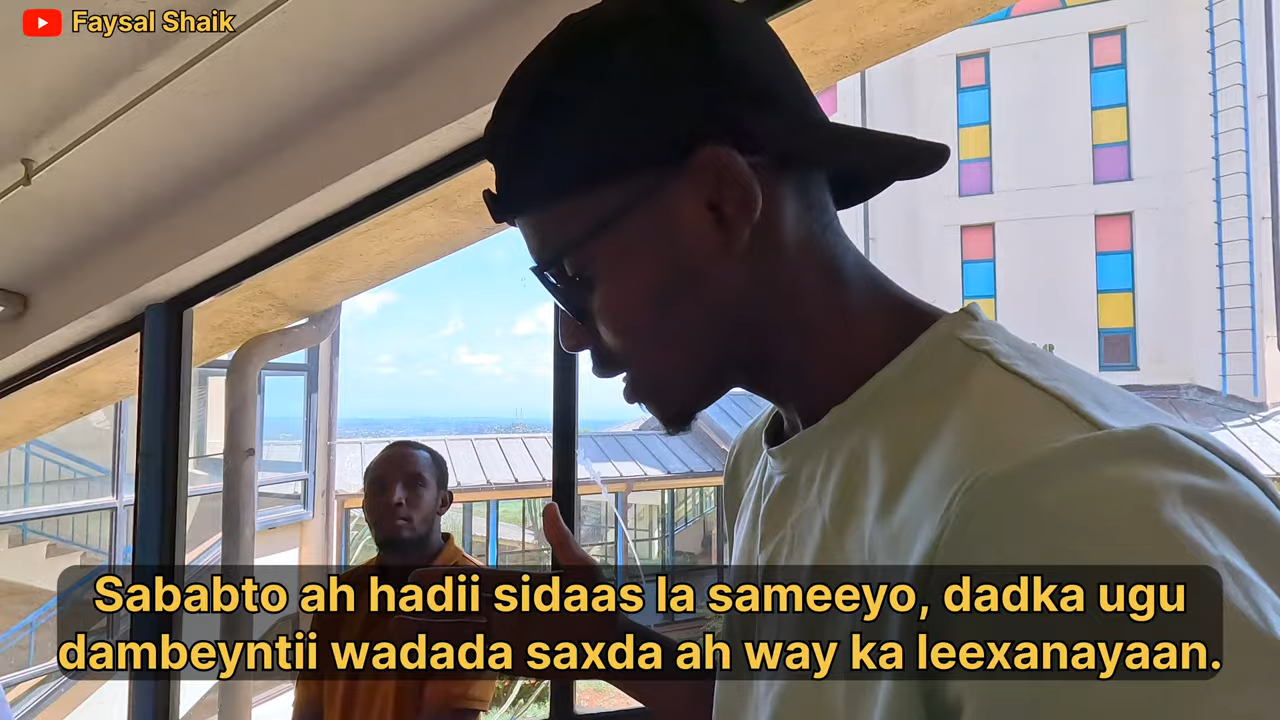 Faysal Shaik
Sababto ah hadii sidaas la sameeyo, dadka ugu
dambeyntii wadada saxda ah way ka leexanayaan.